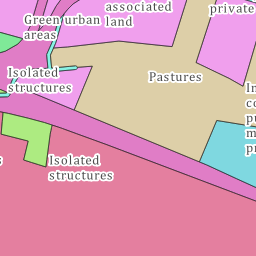 associated
land
private
Green urban
areas
Isolated
structures
Pastures
Isolated
structures